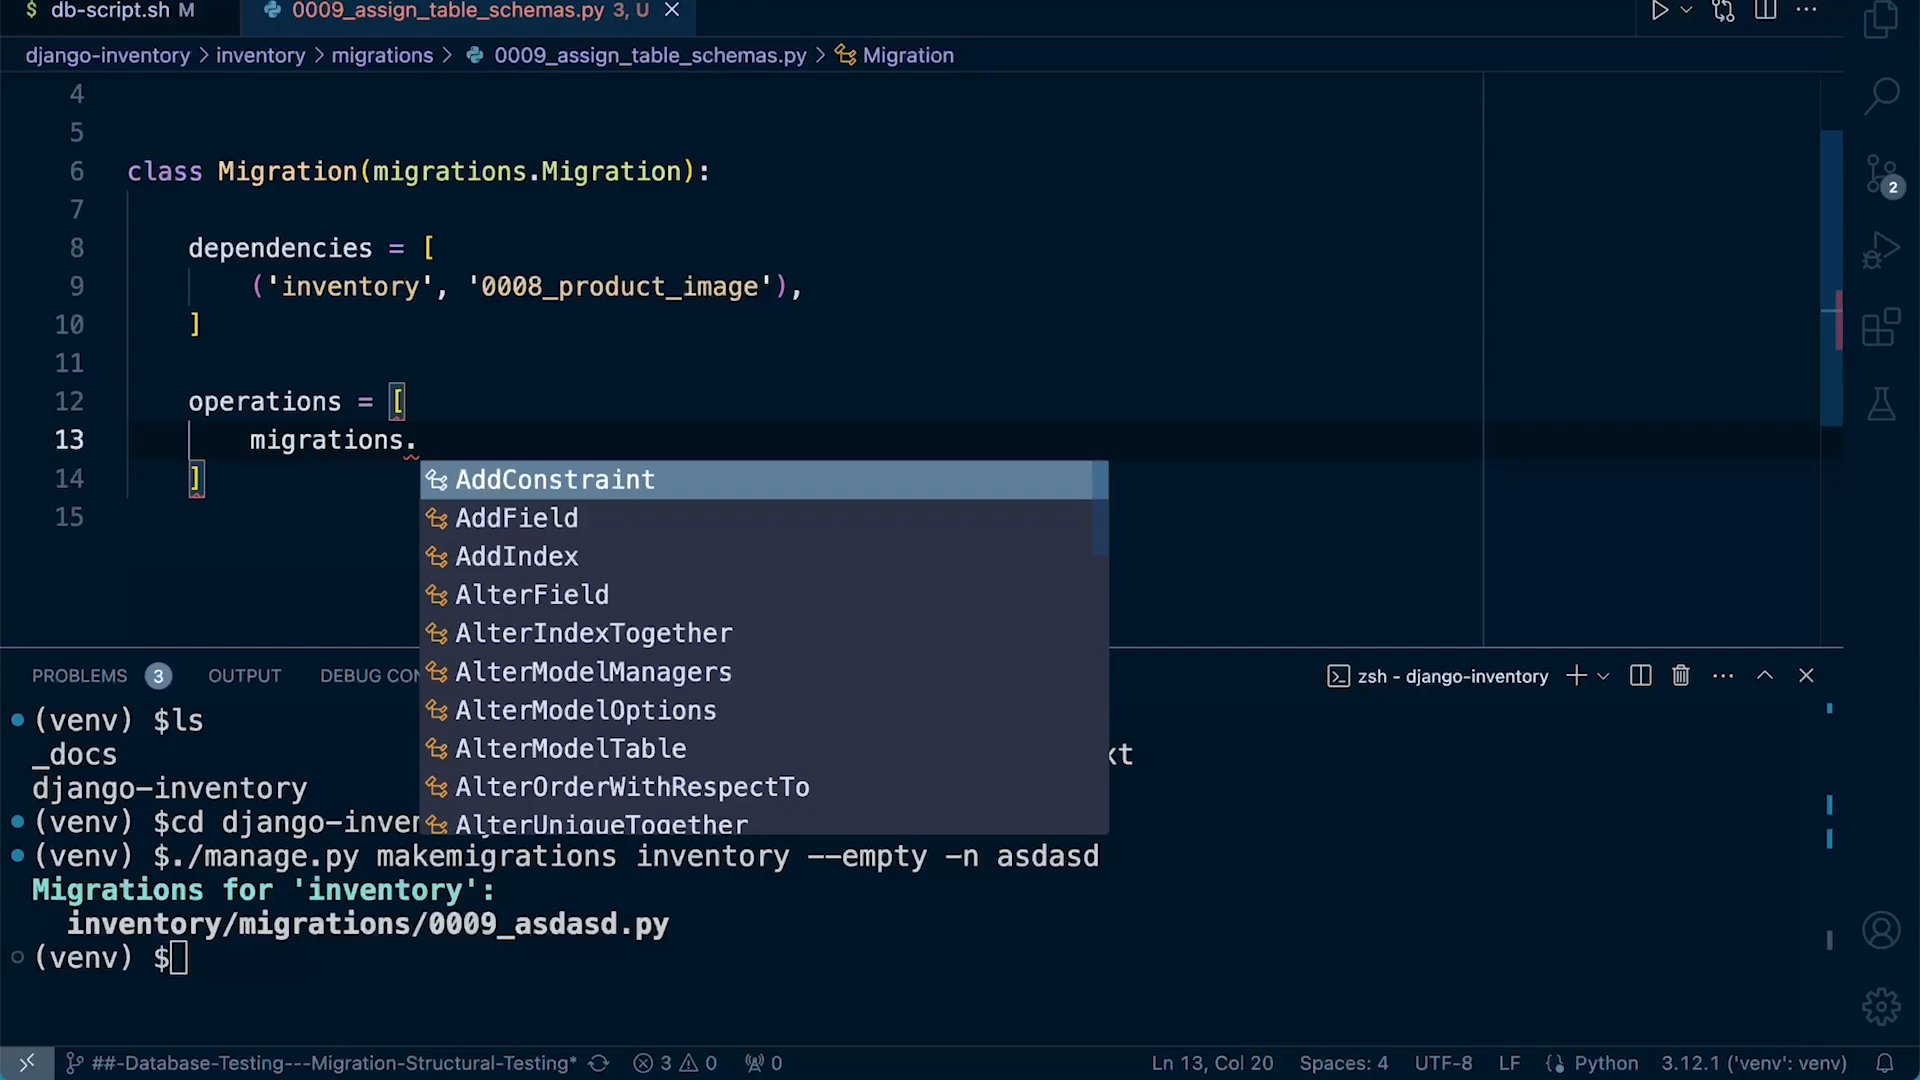 $ db-script.sh M
0009_assign_table_schemas.py 3, U
django-inventory > inventory > migrations > 0009_assign_table_schemas.py > Migration
4
5
6 class Migration(migrations.Migration):
7
8 dependencies = [
9 ('inventory', '0008_product_image'),
10 ]
11
12 operations = [
13 migrations.
14 ]
15
AddConstraint
AddField
AddIndex
AlterField
AlterIndexTogether
AlterModelManagers
AlterModelOptions
AlterModelTable
AlterOrderWithRespectTo
AlterUniqueTogether
2
PROBLEMS 3 OUTPUT DEBUG CON
zsh - django-inventory
(venv) $ls
_docs
django-inventory
(venv) $cd django-inven
(venv) $./manage.py makemigrations inventory --empty -n asdasd
Migrations for 'inventory':
inventory/migrations/0009_asdasd.py
(venv) $
##-Database-Testing---Migration-Structural-Testing* 3 0 0
Ln 13, Col 20 Spaces: 4 UTF-8 LF Python 3.12.1 ('venv': venv)